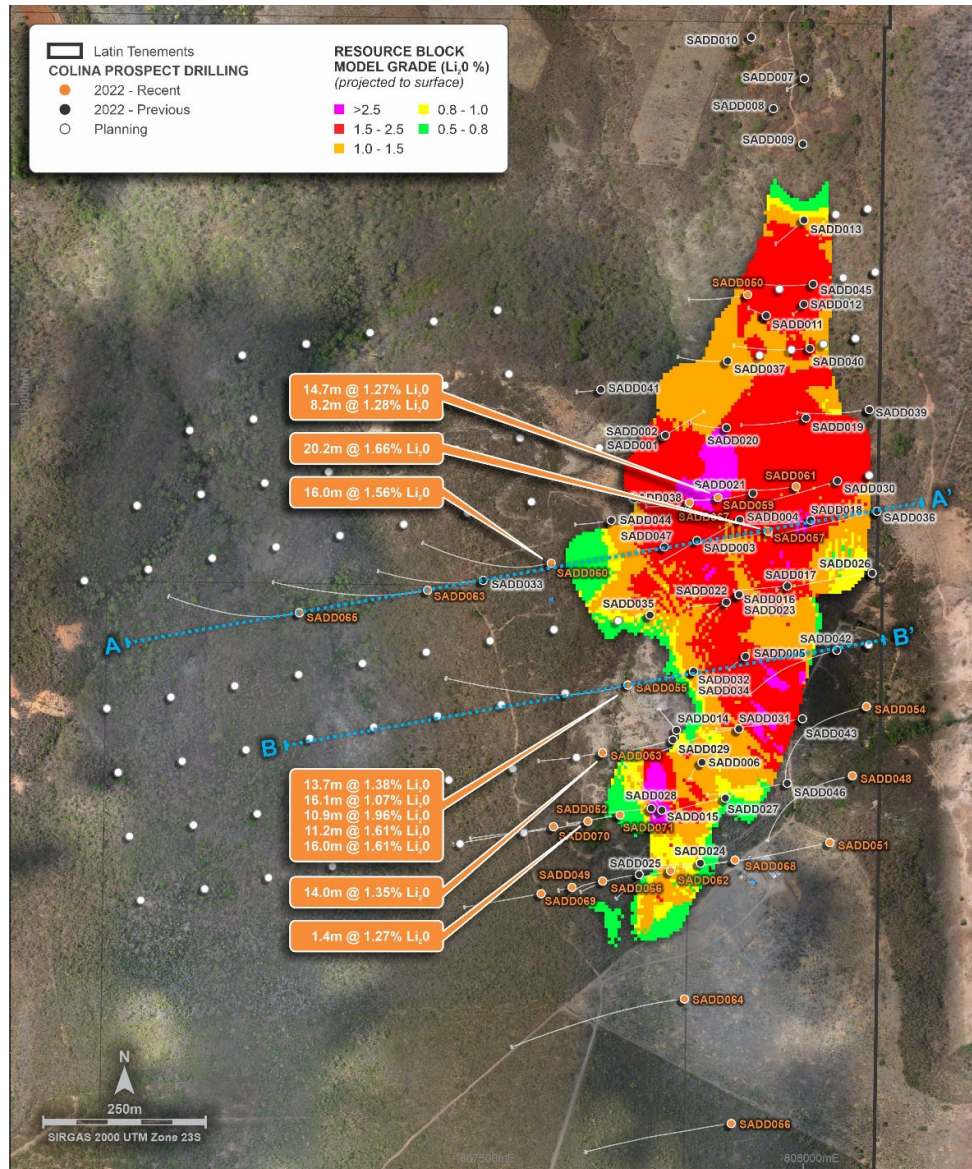 Latin Tenements
COLINA PROSPECT DRILLING
2022 - Recent
2022 - Previous
Planning
RESOURCE BLOCK
MODEL GRADE (Li₂0 %)
(projected to surface)
>2.5
1.5 - 2.5
1.0 - 1.5
0.8 - 1.0
0.5 - 0.8
SADD010
SADD007
SADD008
SADD009
SADD013
SADD050
SADD045
SADD012
SADD011
SADD040
SADD037
SADD041
SADD039
SADD019
SADD020
SADD002
SADD001
14.7m @ 1.27% Li₂0
8.2m @ 1.28% Li₂0
20.2m @ 1.66% Li₂0
16.0m @ 1.56% Li₂0
SADD061
SADD021
SADD030
SADD059
SADD038
SADD067
A'
SADD036
SADD018
SADD004
SADD057
SADD044
SADD047
SADD003
SADD060
SADD033
SADD063
SADD065
A
SADD026
SADD017
SADD016
SADD022
SADD023
SADD035
SADD042
B'
SADD005
SADD032
SADD034
SADD055
B
SADD054
SADD014
SADD031
SADD043
SADD029
SADD053
SADD006
SADD048
SADD046
SADD028
SADD027
SADD052
SADD015
SADD071
SADD070
SADD051
SADD024
SADD068
SADD025
SADD062
SADD049
SADD066
SADD069
13.7m @ 1.38% Li₂0
16.1m @ 1.07% Li₂0
10.9m @ 1.96% Li₂0
11.2m @ 1.61% Li₂0
16.0m @ 1.61% Li₂0
14.0m @ 1.35% Li₂0
1.4m @ 1.27% Li₂0
SADD064
SADD056
N
250m
SIRGAS 2000 UTM Zone 23S
807500mE
808000mE